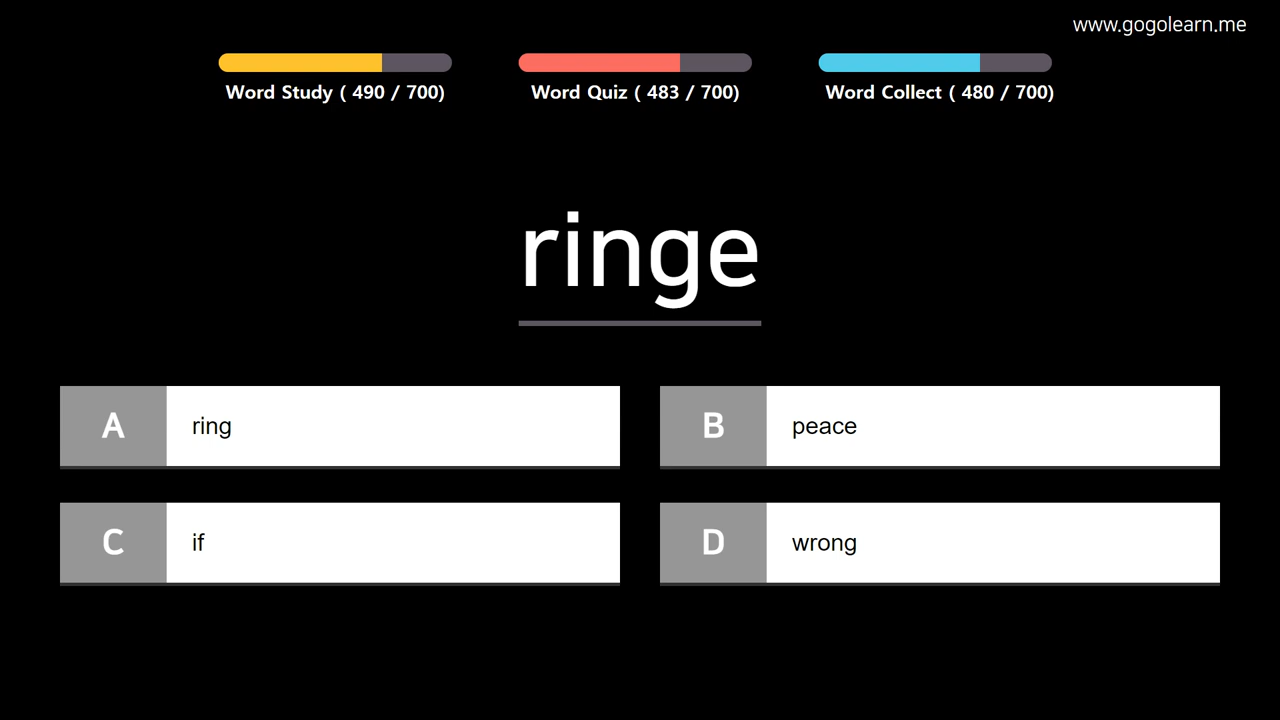 www.gogolearn.me
Word Study ( 490 / 700)
Word Quiz ( 483 / 700)
Word Collect ( 480 / 700)
ringe
A ring
B peace
C if
D wrong